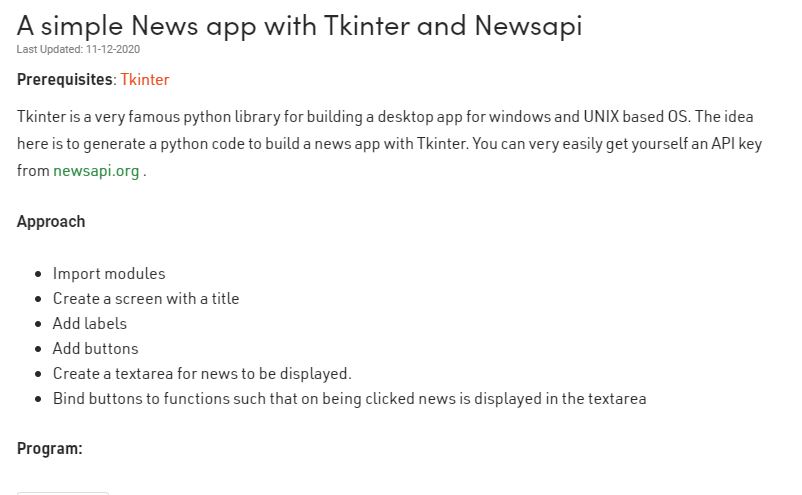 A simple News app with Tkinter and Newsapi
Last Updated: 11-12-2020
Prerequisites: Tkinter
Tkinter is a very famous python library for building a desktop app for windows and UNIX based OS. The idea
here is to generate a python code to build a news app with Tkinter. You can very easily get yourself an API key
from newsapi.org .
Approach
Import modules
Create a screen with a title
Add labels
Add buttons
Create a textarea for news to be displayed.
Bind buttons to functions such that on being clicked news is displayed in the textarea
Program: